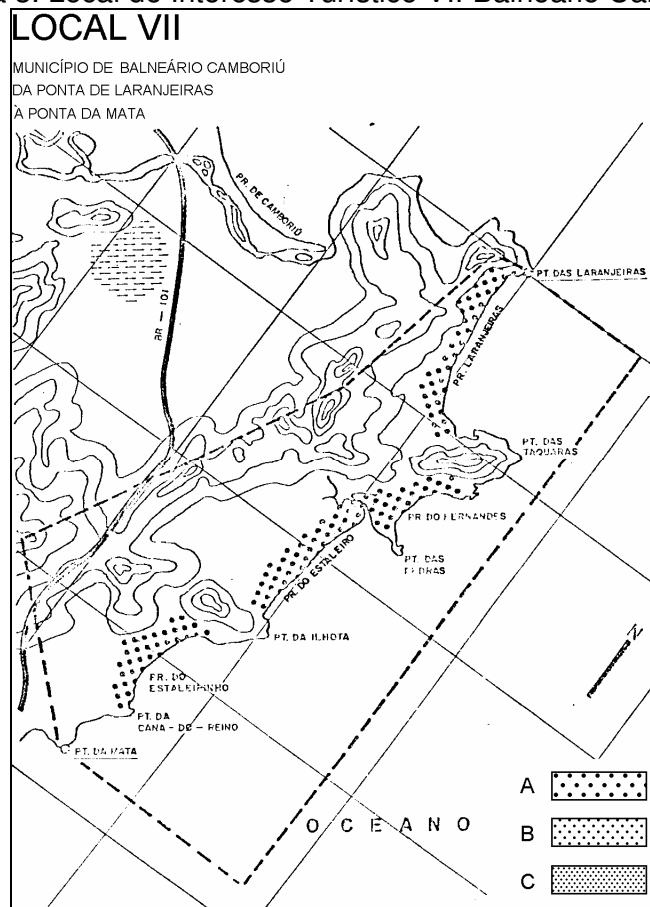 LOCAL VII
MUNICÍPIO DE BALNEÁRIO CAMBORIÚ
DA PONTA DE LARANJEIRAS
À PONTA DA MATA
PR. DE CAMBORIÚ
BR - 101
PT. DAS LARANJEIRAS
PR. LARANJEIRAS
PT. DAS
TAQUARAS
PR DO FERNANDES
PT. DAS
PEDRAS
PR. DO ESTALEIRO
PT. DA ILHOTA
PR. DO
ESTALEIRINHO
PT. DA
CANA - DO - REINO
PT. DA MATA
N
OCEANO
A
B
C